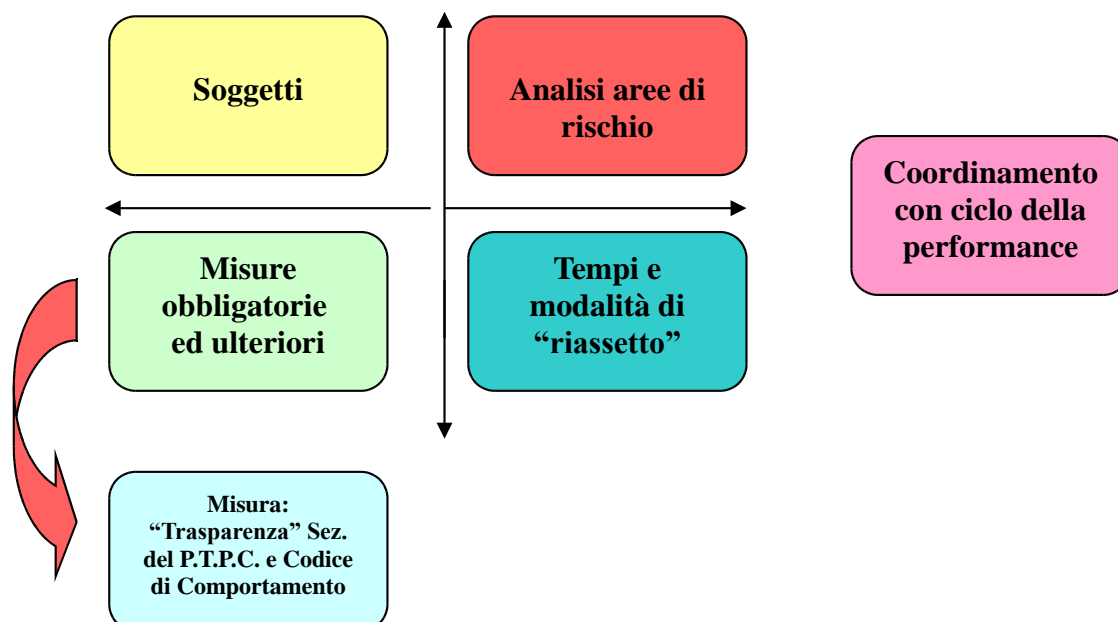 Soggetti
Analisi aree di
rischio
Coordinamento
con ciclo della
performance
Misure
obbligatorie
ed ulteriori
Tempi e
modalità di
“riassetto”
Misura:
“Trasparenza” Sez.
del P.T.P.C. e Codice
di Comportamento